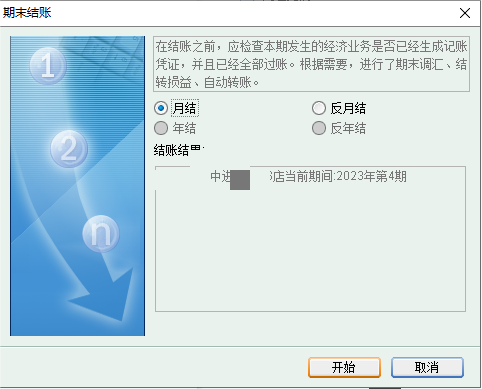 期末结账
1
2
n
在结账之前，应检查本期发生的经济业务是否已经生成记账
凭证，并且已经全部过账。根据需要，进行了期末调汇、结
转损益、自动转账。
月结 反月结
年结 反年结
结账结果:
中进 店当前期间:2023年第4期
开始 取消